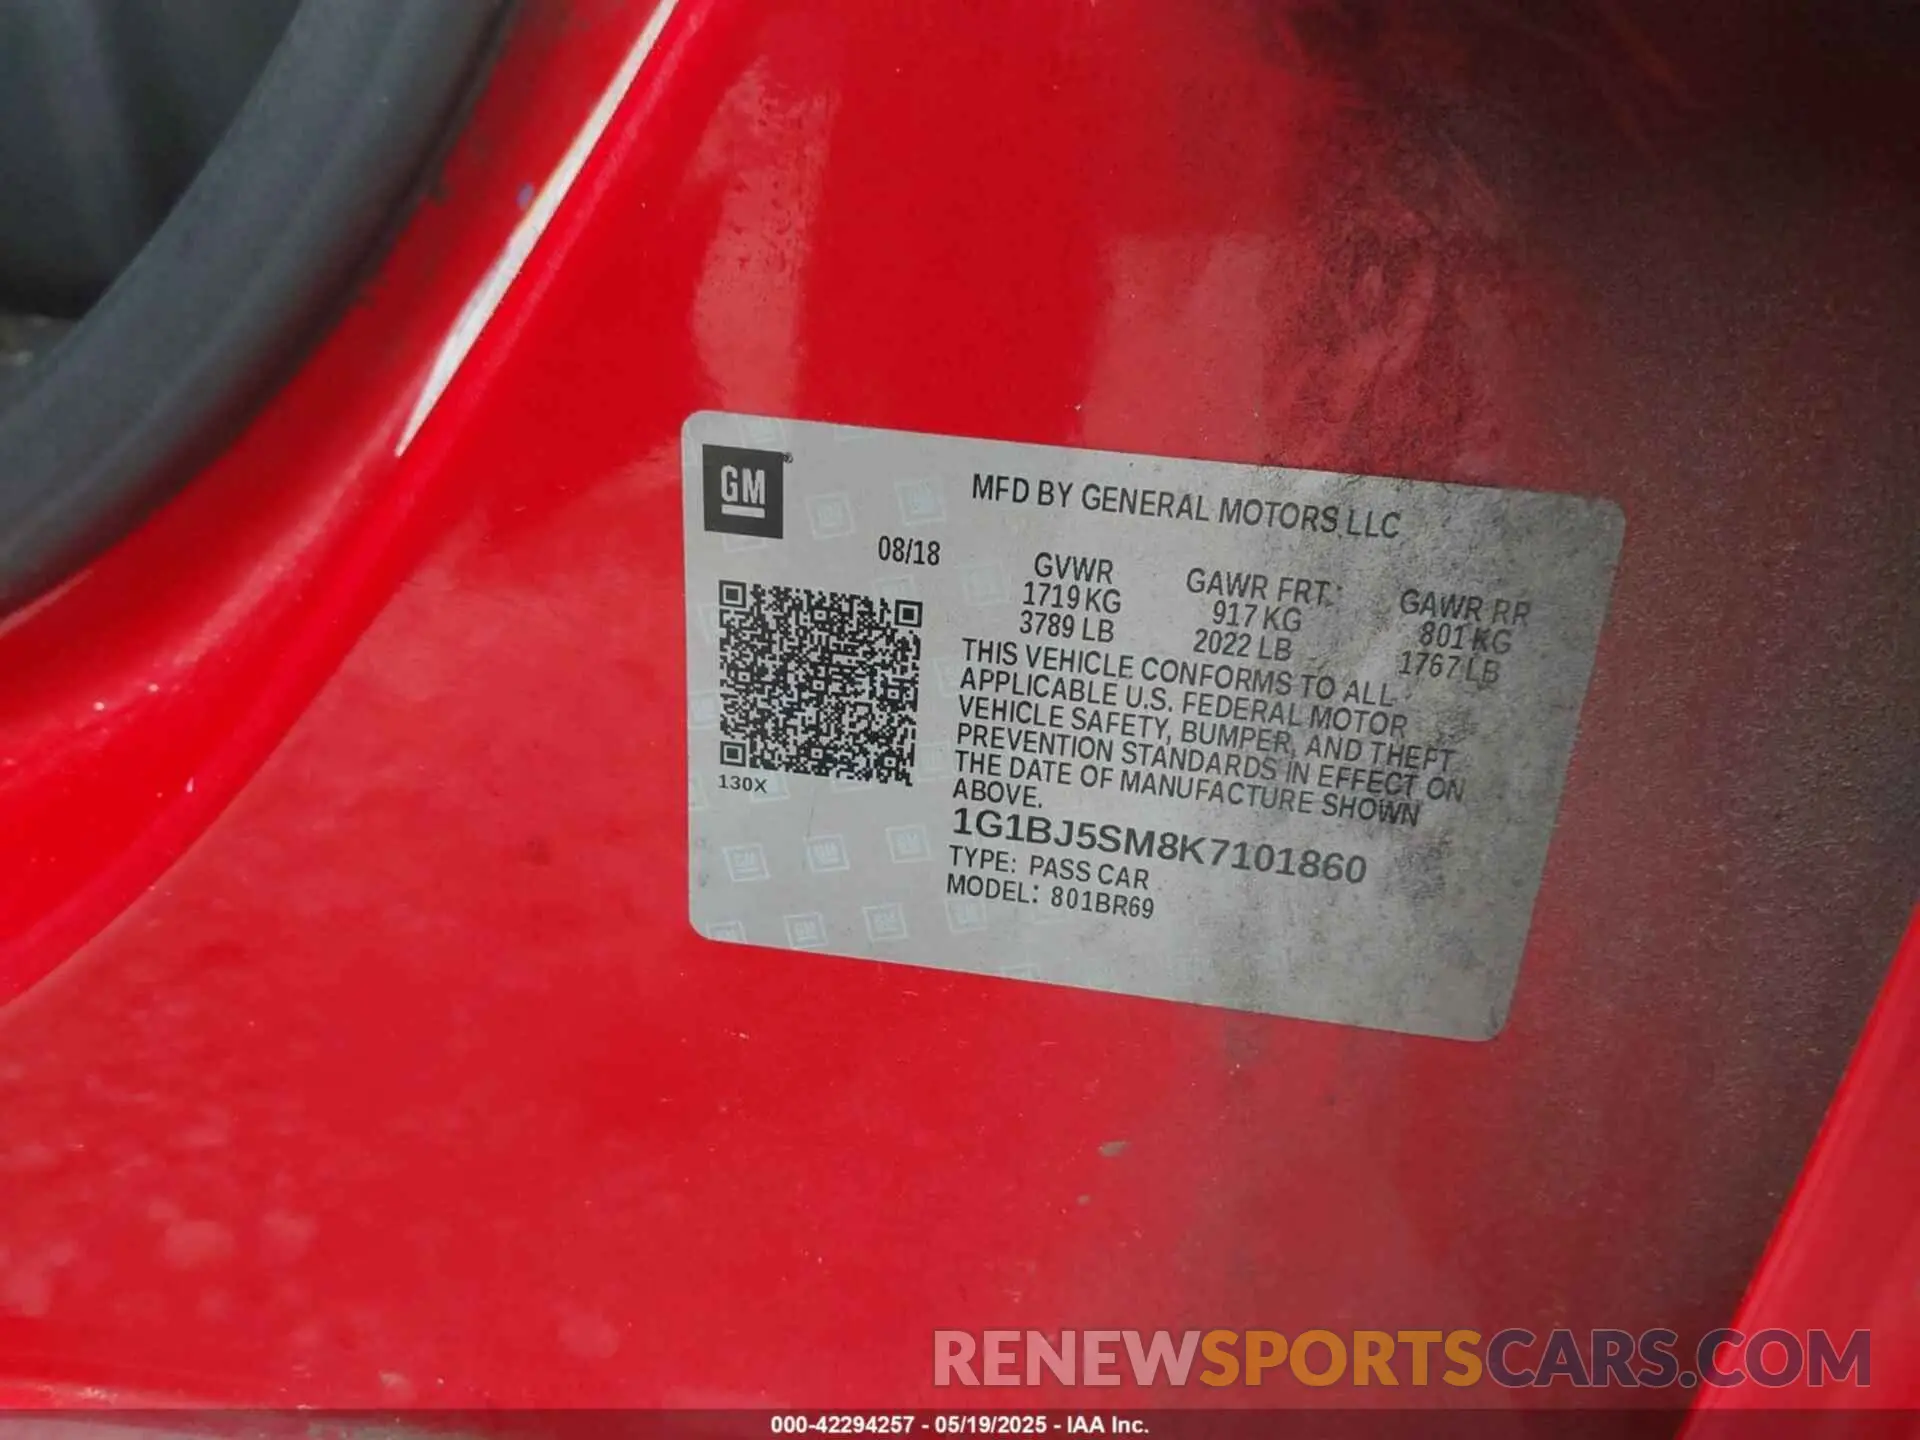 GM ®
MFD BY GENERAL MOTORS LLC
08/18
GVWR GAWR FRT. GAWR RR
1719 KG 917 KG 801 KG
3789 LB 2022 LB 1767 LB
THIS VEHICLE CONFORMS TO ALL
APPLICABLE U.S. FEDERAL MOTOR
VEHICLE SAFETY, BUMPER, AND THEFT
PREVENTION STANDARDS IN EFFECT ON
THE DATE OF MANUFACTURE SHOWN
ABOVE.
130X
1G1BJ5SM8K7101860
TYPE: PASS CAR
MODEL: 801BR69
RENEWSPORTSCARS.COM
000-42294257 - 05/19/2025 - IAA Inc.